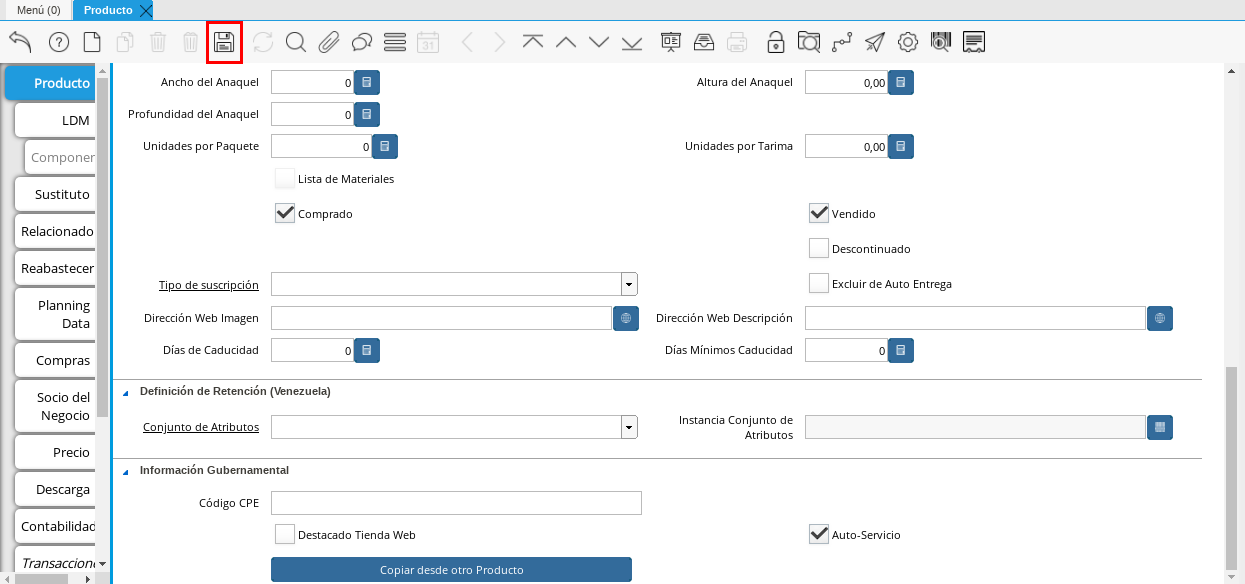 Menú (0)
Producto
31
Producto
LDM
Componen
Sustituto
Relacionado
Reabastecer
Planning
Data
Compras
Socio del
Negocio
Precio
Descarga
Contabilidad
Transaccion
Ancho del Anaquel 0
Altura del Anaquel 0,00
Profundidad del Anaquel 0
Unidades por Paquete 0
Unidades por Tarima 0,00
Lista de Materiales
Comprado
Vendido
Descontinuado
Tipo de suscripción
Excluir de Auto Entrega
Dirección Web Imagen
Dirección Web Descripción
Días de Caducidad 0
Días Mínimos Caducidad 0
Definición de Retención (Venezuela)
Conjunto de Atributos
Instancia Conjunto de
Atributos
Información Gubernamental
Código CPE
Destacado Tienda Web
Auto-Servicio
Copiar desde otro Producto